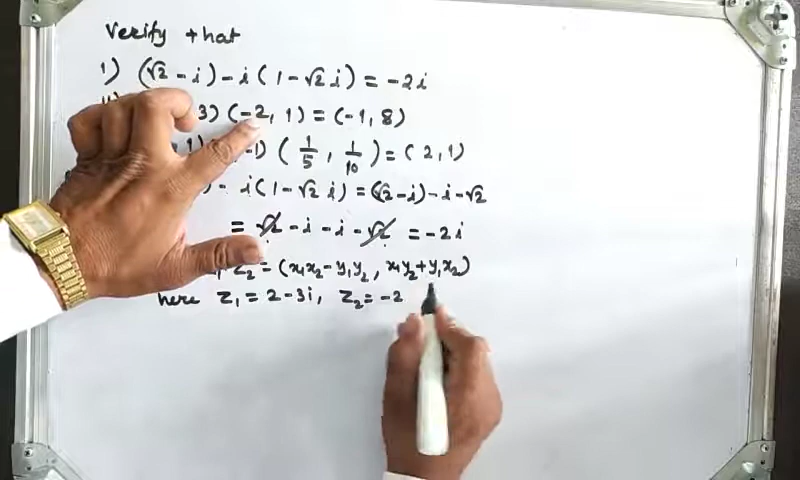 Verify that
1) (√2 - i) - i(1 - √2 i) = -2i
3) (-2, 1) = (-1, 8)
1) -1) (1/5, 1/10) = (2, 1)
) - i(1 - √2 i) = (√2 - i) - i - √2
= √2 - i - i - √2 = -2i
Z₂ = (x₁x₂ - y₁y₂, x₁y₂ + y₁x₂)
here Z₁ = 2 - 3i, Z₂ = -2